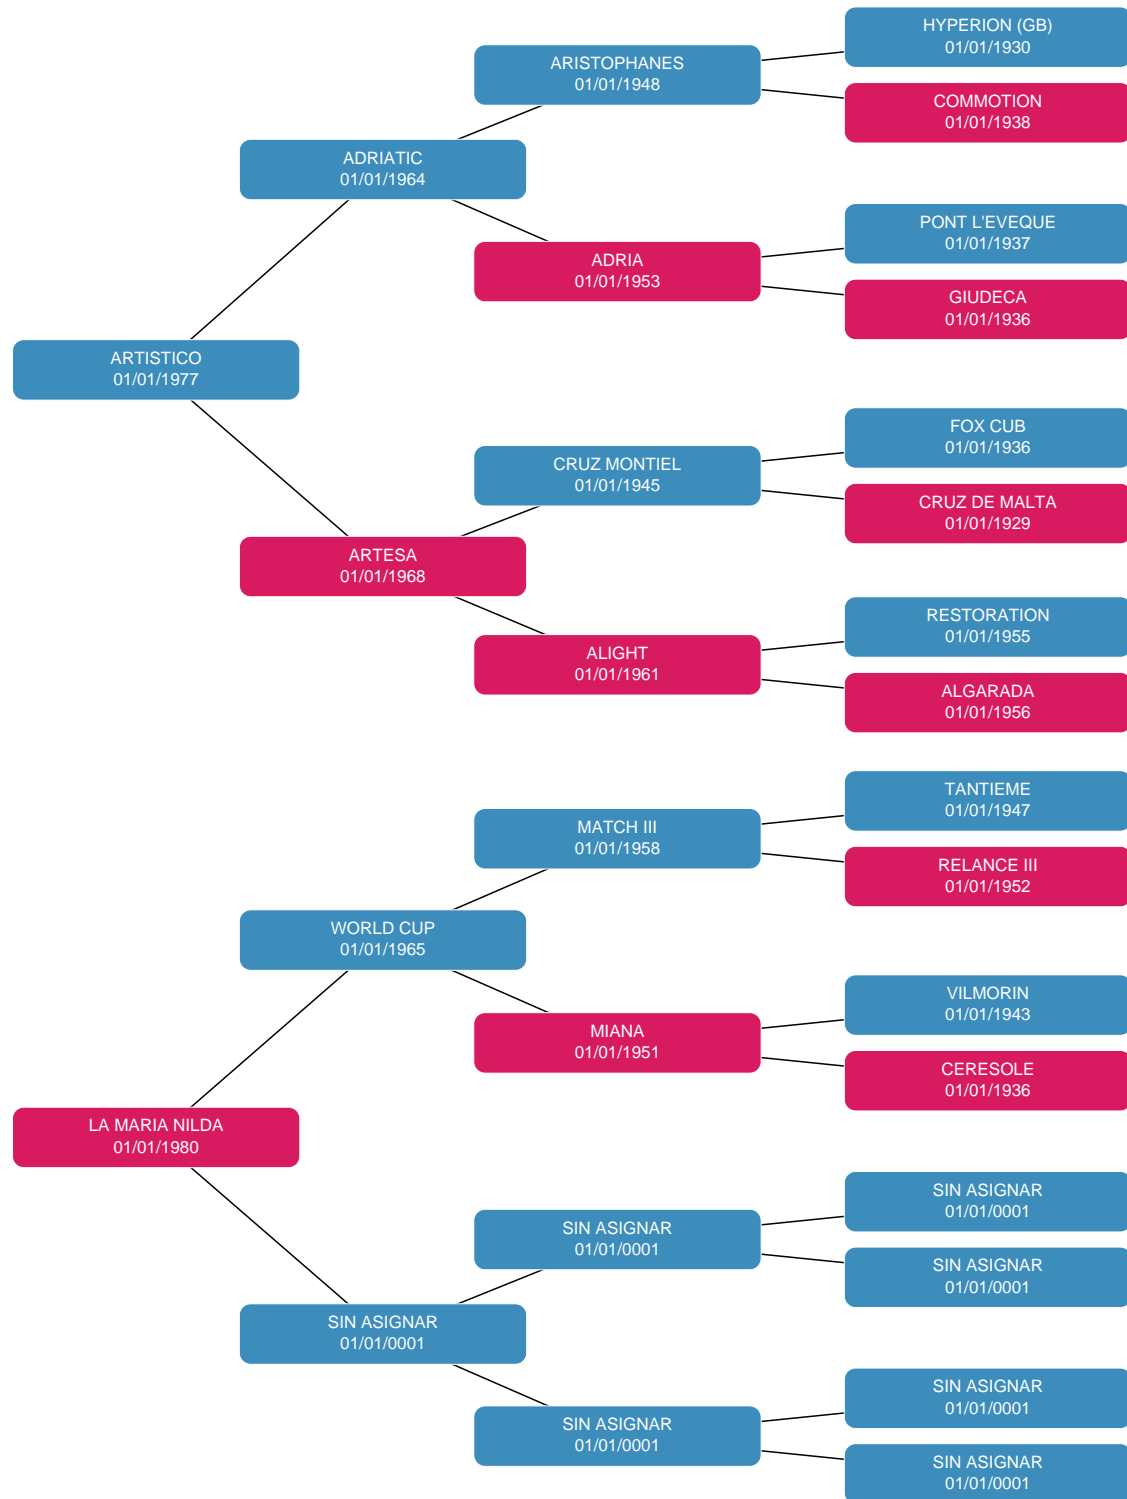 HYPERION (GB)
01/01/1930
ARISTOPHANES
01/01/1948
COMMOTION
01/01/1938
ADRIATIC
01/01/1964
PONT L'EVEQUE
01/01/1937
ADRIA
01/01/1953
GIUDECA
01/01/1936
ARTISTICO
01/01/1977
FOX CUB
01/01/1936
CRUZ MONTIEL
01/01/1945
CRUZ DE MALTA
01/01/1929
ARTESA
01/01/1968
RESTORATION
01/01/1955
ALIGHT
01/01/1961
ALGARADA
01/01/1956
TANTIEME
01/01/1947
MATCH III
01/01/1958
RELANCE III
01/01/1952
WORLD CUP
01/01/1965
VILMORIN
01/01/1943
MIANA
01/01/1951
CERESOLE
01/01/1936
LA MARIA NILDA
01/01/1980
SIN ASIGNAR
01/01/0001
SIN ASIGNAR
01/01/0001
SIN ASIGNAR
01/01/0001
SIN ASIGNAR
01/01/0001
SIN ASIGNAR
01/01/0001
SIN ASIGNAR
01/01/0001
SIN ASIGNAR
01/01/0001